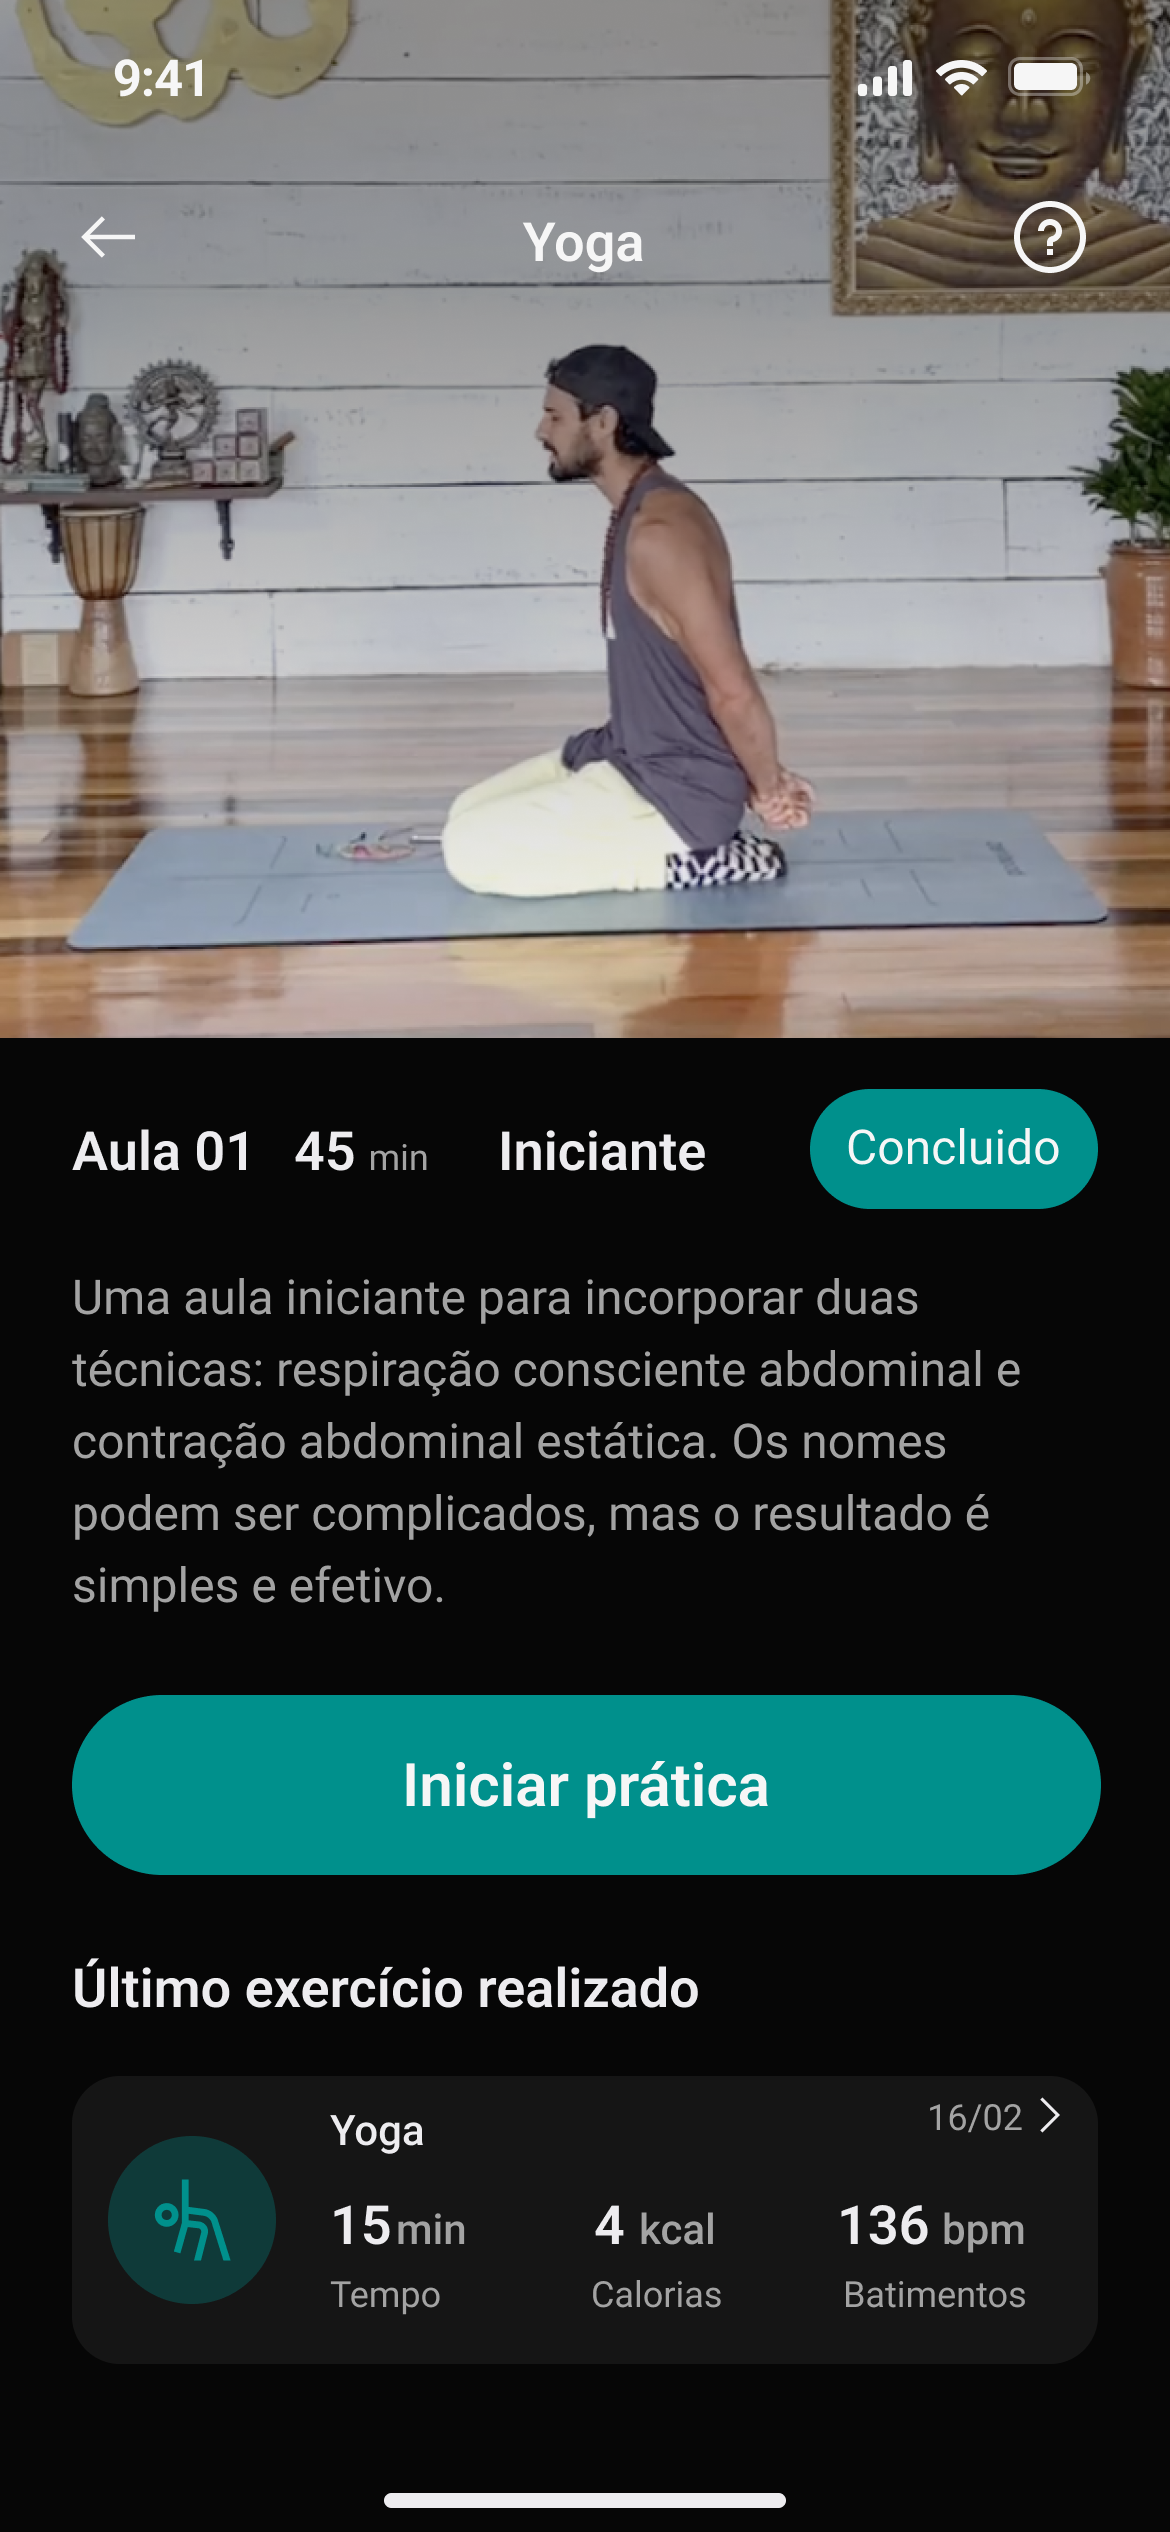 9:41
Yoga
Aula 01 45 min Iniciante Concluido
Uma aula iniciante para incorporar duas
técnicas: respiração consciente abdominal e
contração abdominal estática. Os nomes
podem ser complicados, mas o resultado é
simples e efetivo.
Iniciar prática
Último exercício realizado
Yoga 16/02
15 min 4 kcal 136 bpm
Tempo Calorias Batimentos